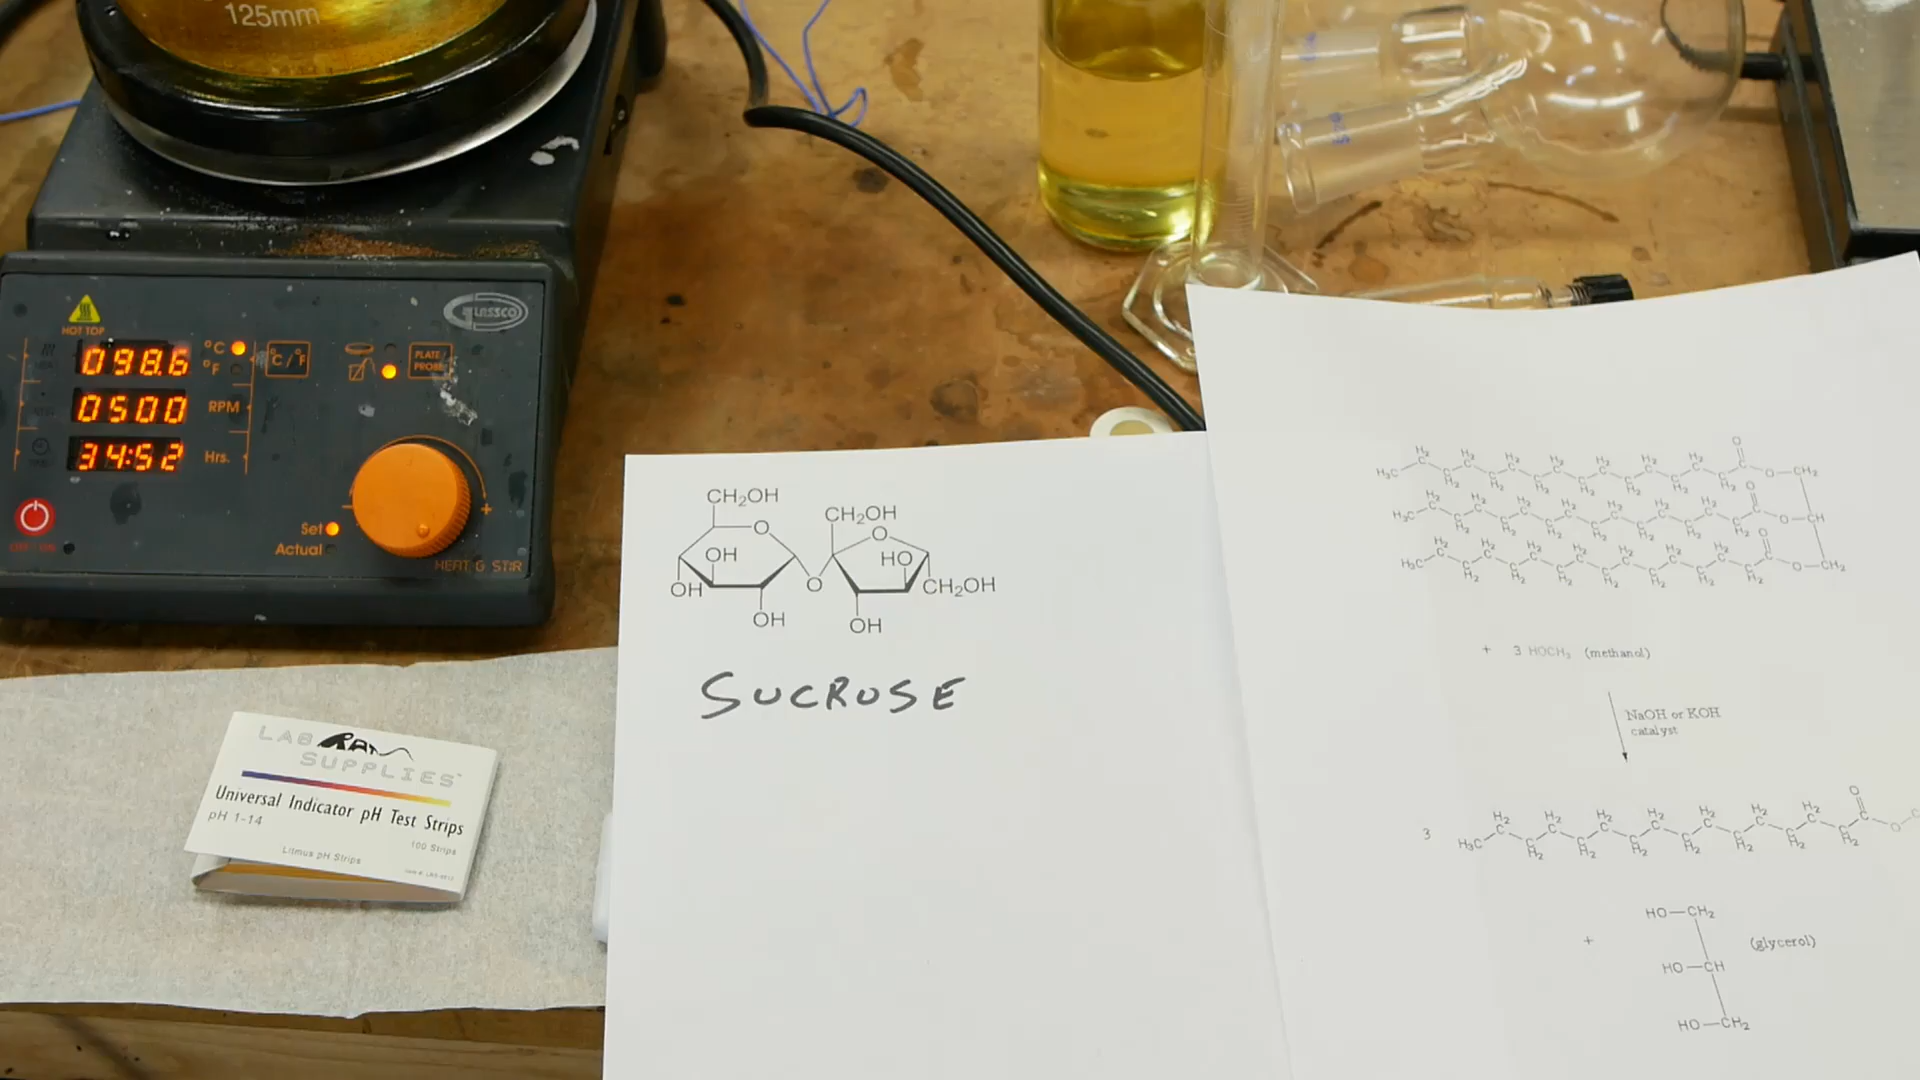 125mm
GLASSCO
HOT TOP
098.6
°C
°F
°C/°F
PLATE
PROBE
0500
RPM
34:52
Hrs.
- +
Set
Actual
HEAT & STIR
LAB RAT
SUPPLIES
Universal Indicator pH Test Strips
pH 1-14
100 Strips
Litmus pH Strips
CH₂OH
O
CH₂OH
O
OH
HO
OH
O
CH₂OH
OH
OH
SUCROSE
+ 3 HOCH₃ (methanol)
NaOH or KOH
catalyst
3
HO—CH₂
+
(glycerol)
HO—CH
HO—CH₂